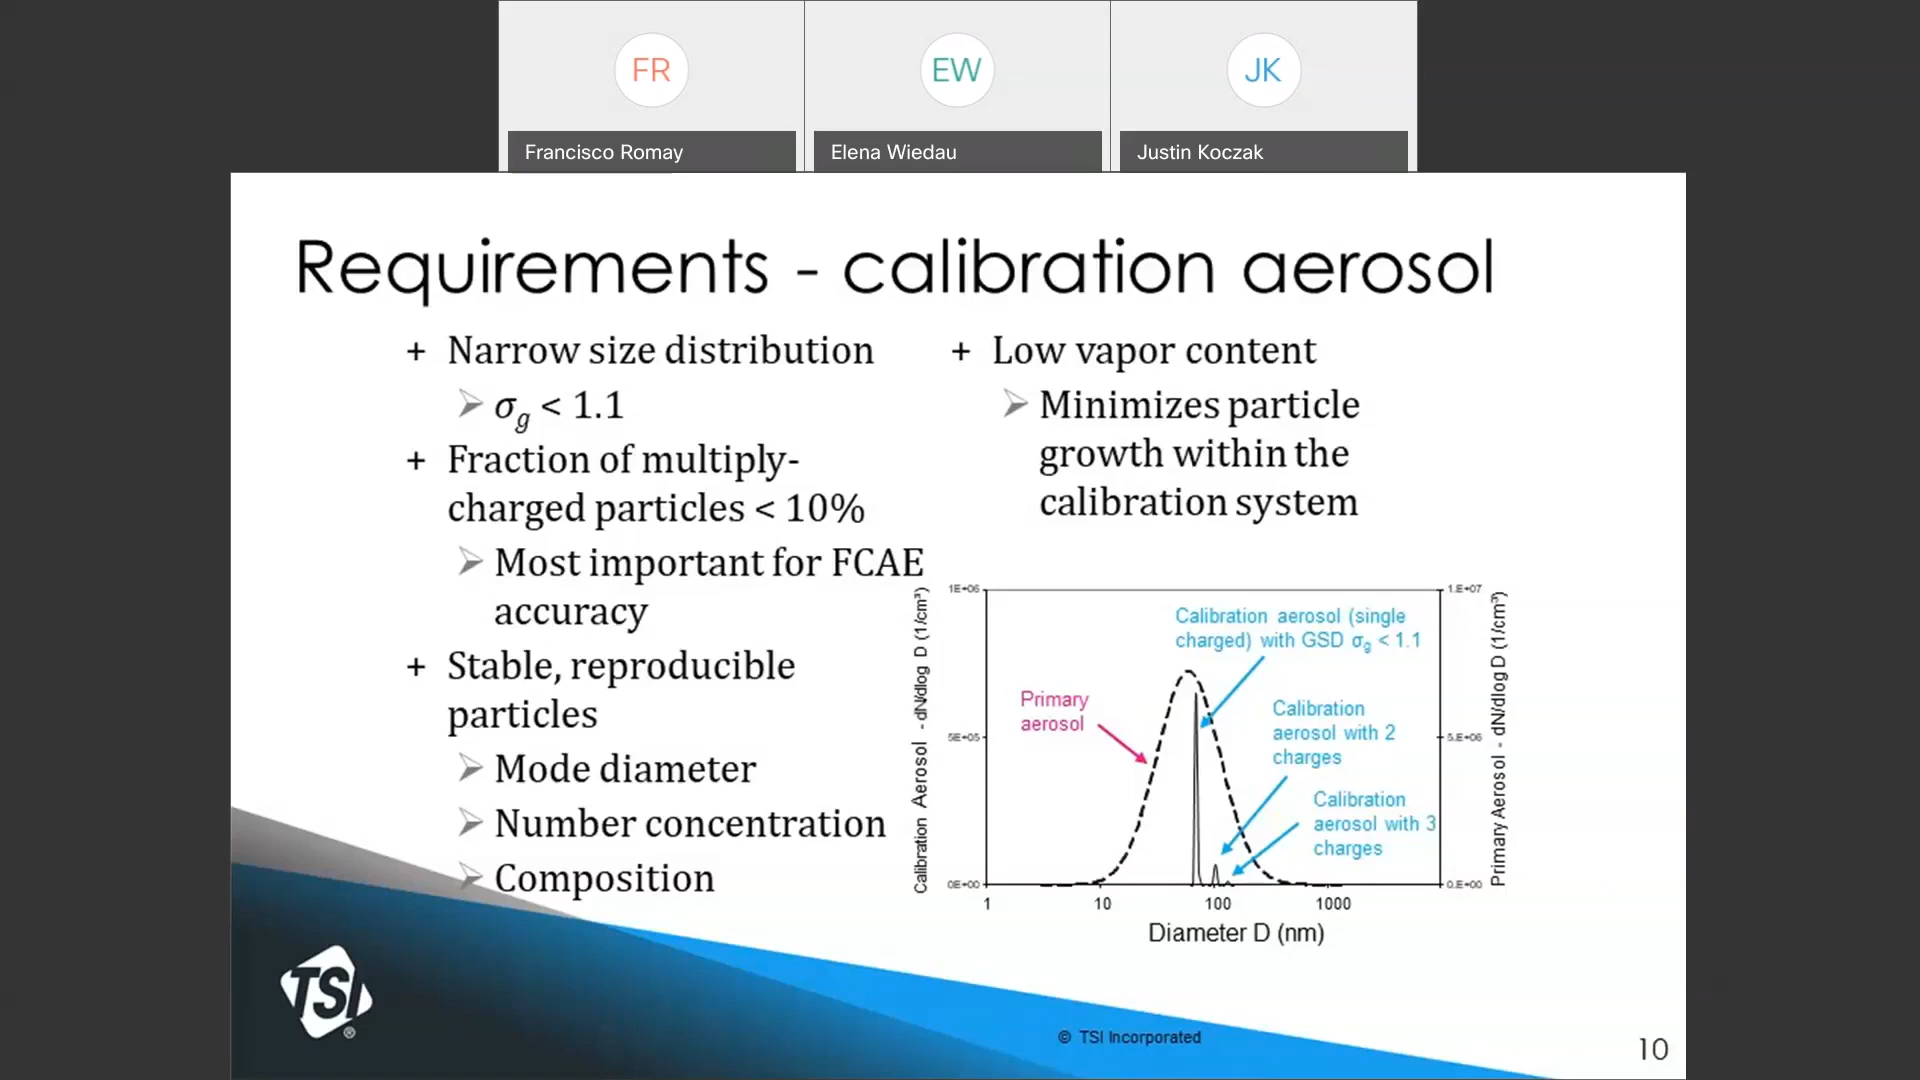 FR
EW
JK
Francisco Romay
Elena Wiedau
Justin Koczak
Requirements - calibration aerosol
+ Narrow size distribution
➢ σg < 1.1
+ Fraction of multiply-
charged particles < 10%
➢ Most important for FCAE
accuracy
+ Stable, reproducible
particles
➢ Mode diameter
➢ Number concentration
➢ Composition
+ Low vapor content
➢ Minimizes particle
growth within the
calibration system
Calibration Aerosol - dN/dlog D (1/cm³)
1E+06
5E+05
0E+00
Calibration aerosol (single
charged) with GSD σg < 1.1
Primary
aerosol
Calibration
aerosol with 2
charges
Calibration
aerosol with 3
charges
1.E+07
5.E+06
0.E+00
Primary Aerosol - dN/dlog D (1/cm³)
1
10
100
1000
Diameter D (nm)
TSI®
© TSI Incorporated
10